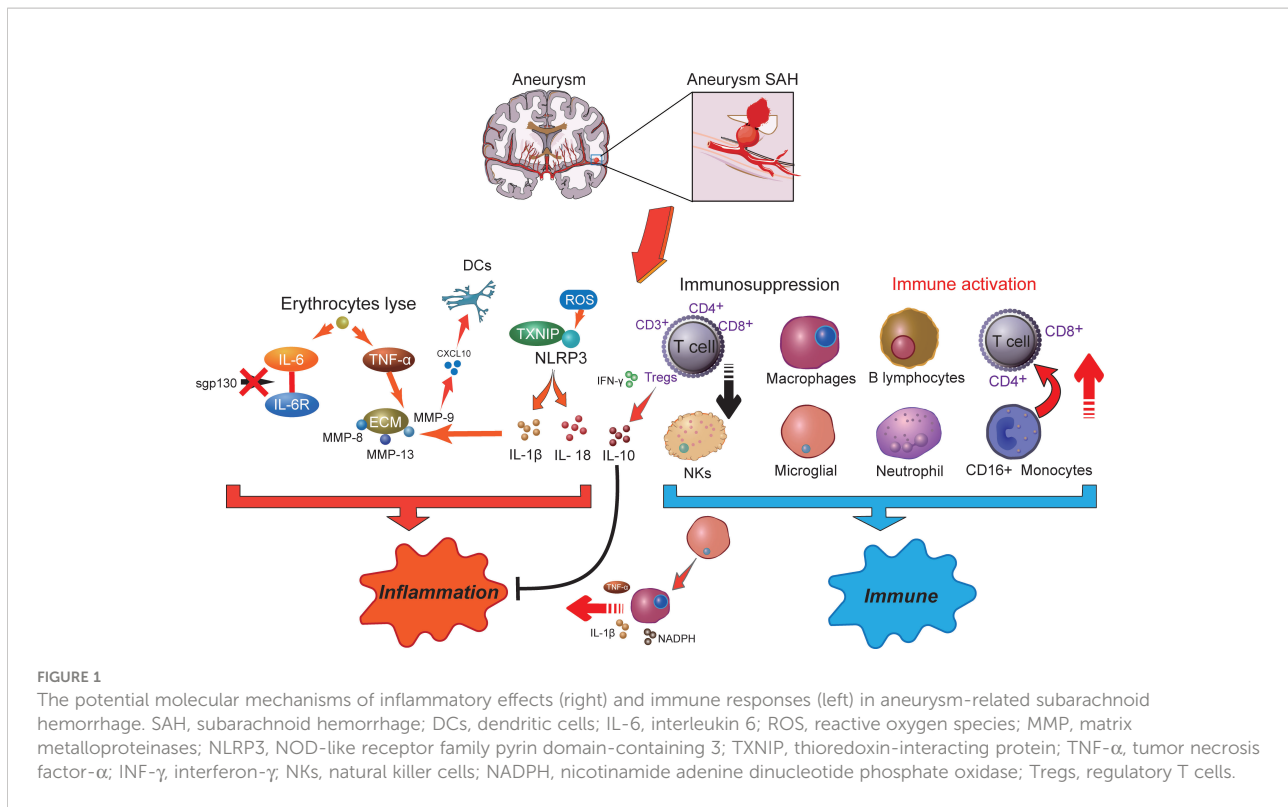 Aneurysm
Aneurysm SAH
DCs
Erythrocytes lyse
IL-6
TNF-α
sgp130
IL-6R
CXCL10
ECM
MMP-9
MMP-8
MMP-13
ROS
TXNIP
NLRP3
IL-1β
IL- 18
IL-10
IFN-γ
Tregs
Immunosuppression
CD4+
CD3+
CD8+
T cell
NKs
Macrophages
Microglial
Immune activation
B lymphocytes
Neutrophil
CD8+
T cell
CD4+
CD16+ Monocytes
Inflammation
TNF-α
IL-1β
NADPH
Immune
FIGURE 1
The potential molecular mechanisms of inflammatory effects (right) and immune responses (left) in aneurysm-related subarachnoid
hemorrhage. SAH, subarachnoid hemorrhage; DCs, dendritic cells; IL-6, interleukin 6; ROS, reactive oxygen species; MMP, matrix
metalloproteinases; NLRP3, NOD-like receptor family pyrin domain-containing 3; TXNIP, thioredoxin-interacting protein; TNF-α, tumor necrosis
factor-α; INF-γ, interferon-γ; NKs, natural killer cells; NADPH, nicotinamide adenine dinucleotide phosphate oxidase; Tregs, regulatory T cells.